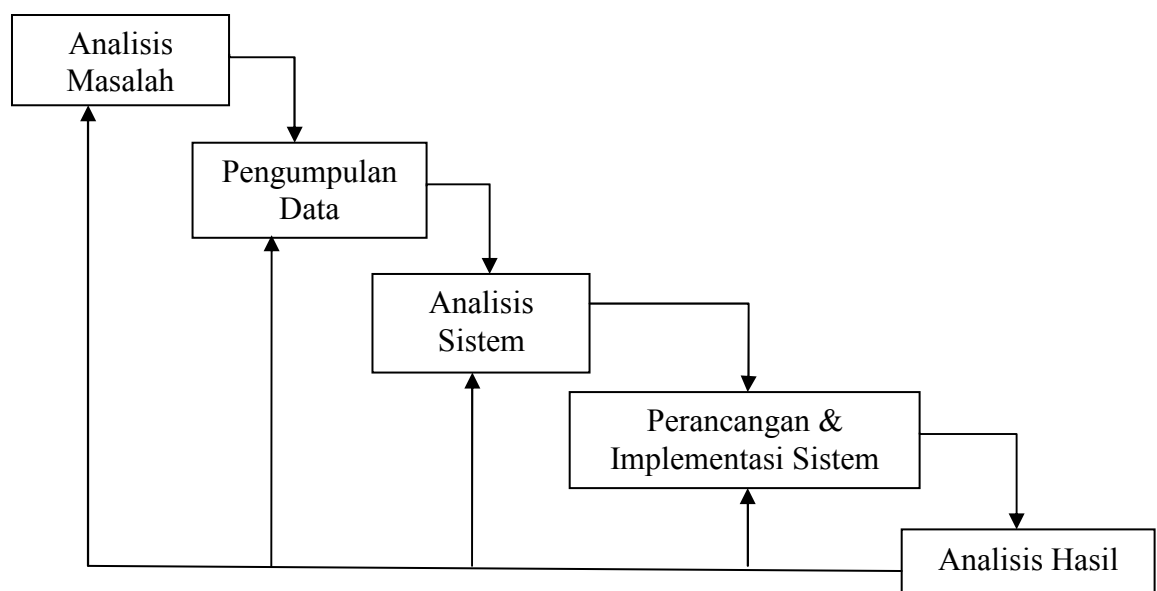 Analisis
Masalah
Pengumpulan
Data
Analisis
Sistem
Perancangan &
Implementasi Sistem
Analisis Hasil